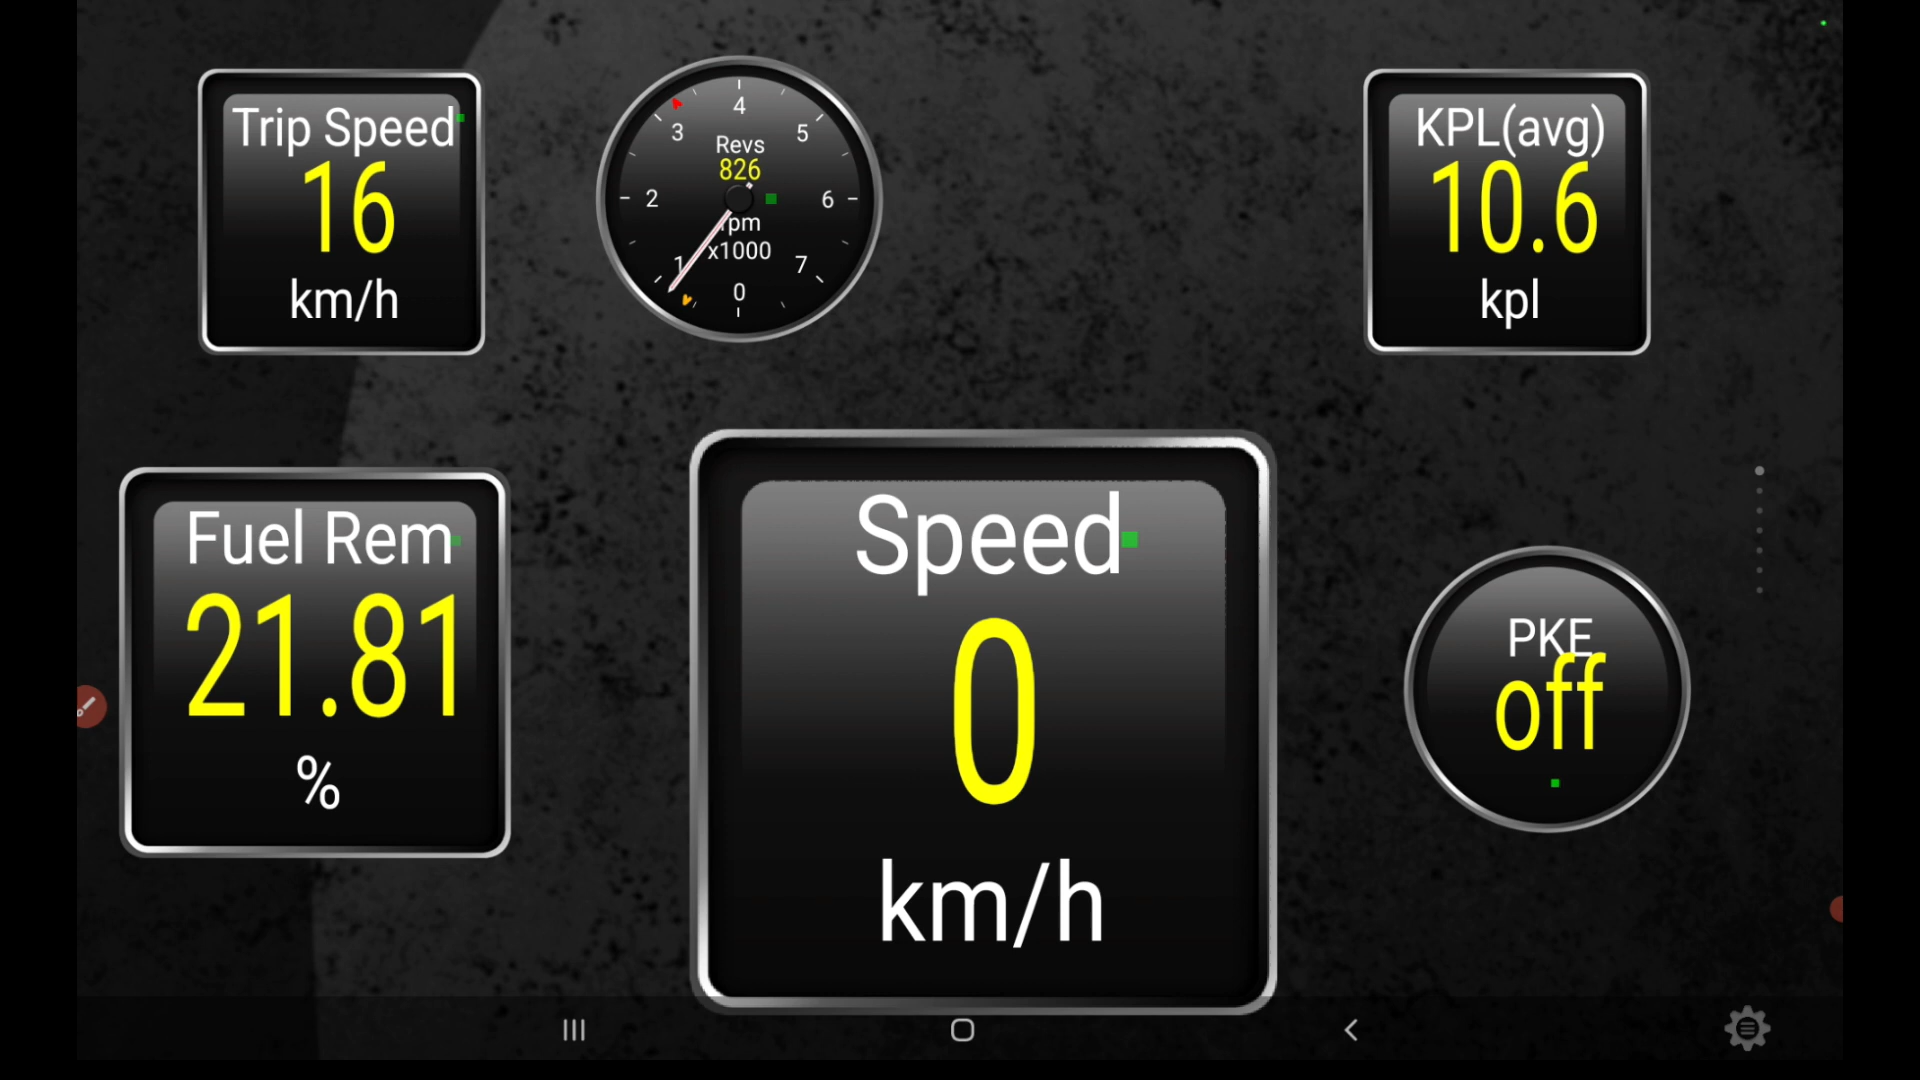 Trip Speed
16
km/h
4
3
5
Revs
826
2
6
rpm
x1000
1
7
0
KPL(avg)
10.6
kpl
Fuel Rem
21.81
%
Speed
0
km/h
PKE
off